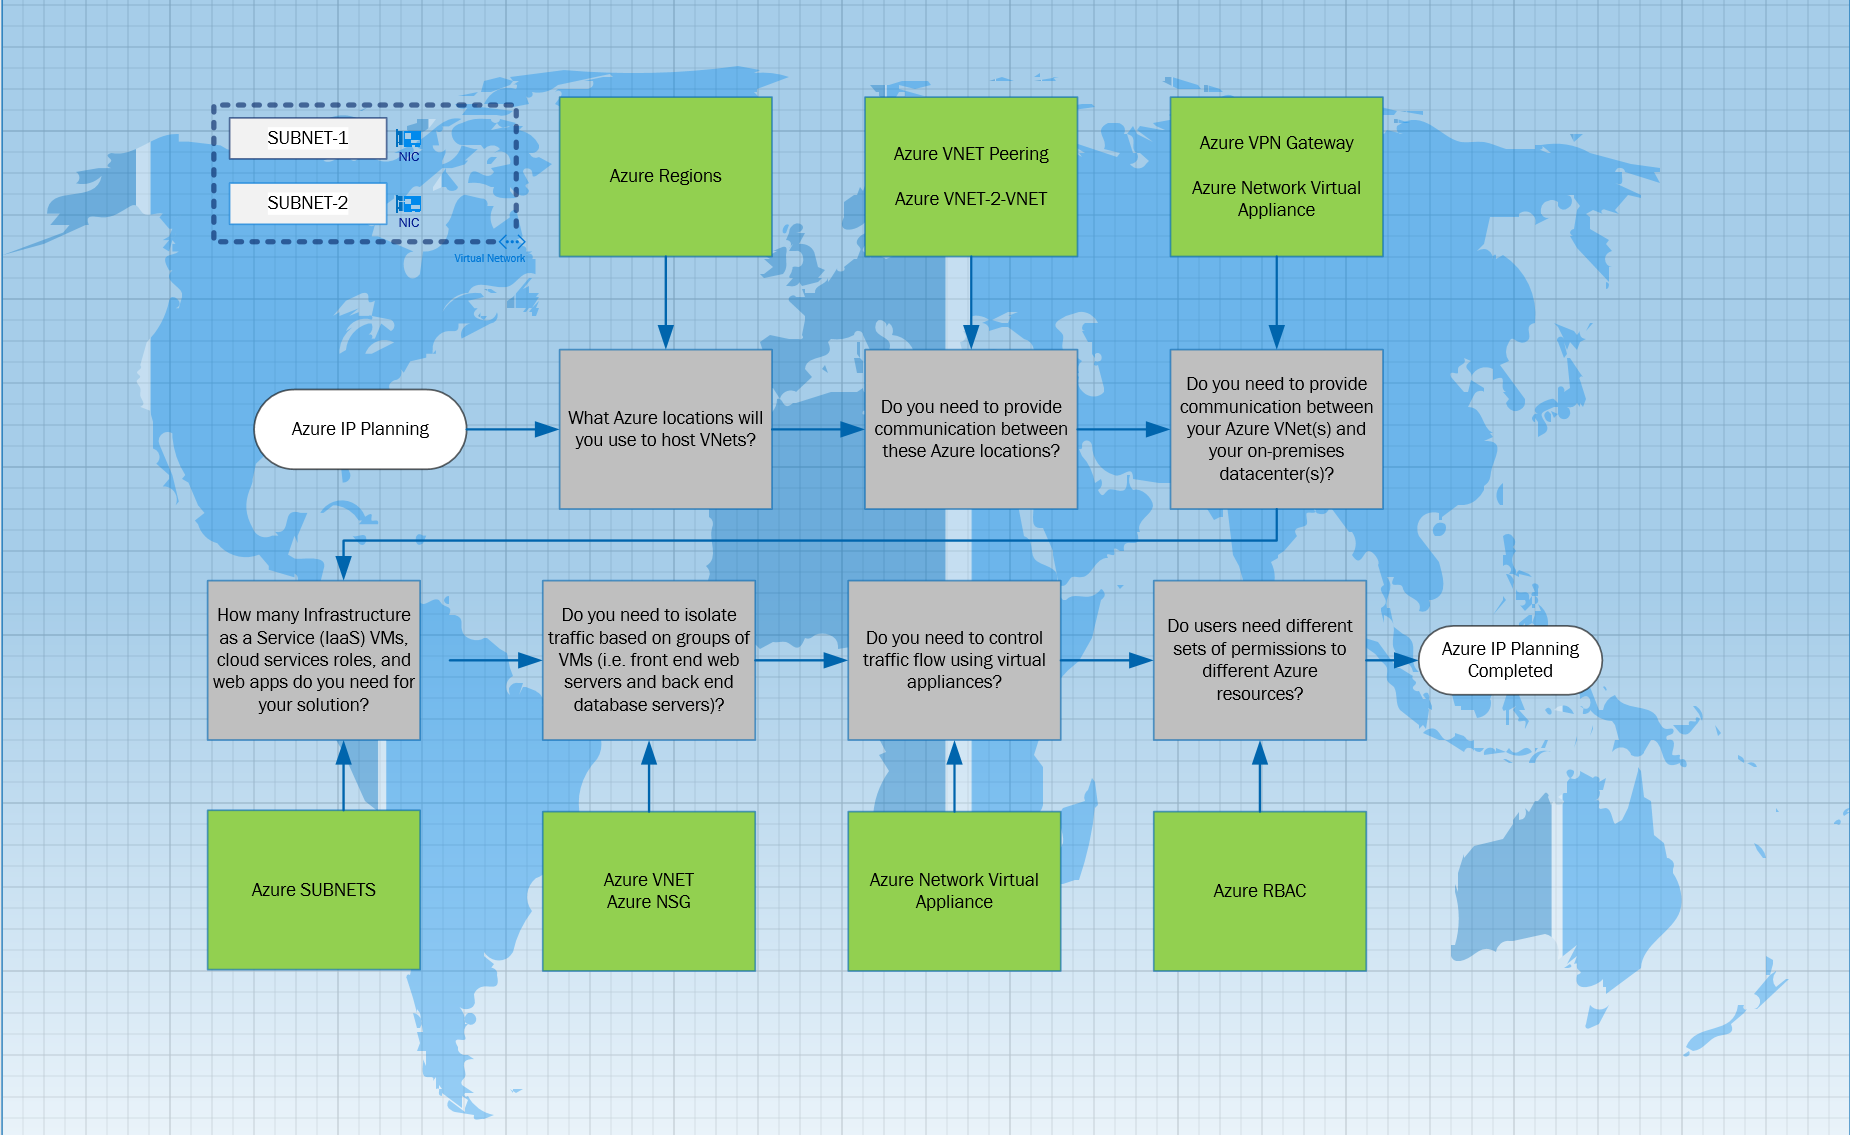 SUBNET-1
NIC
SUBNET-2
NIC
Virtual Network
Azure Regions
Azure VNET Peering
Azure VNET-2-VNET
Azure VPN Gateway
Azure Network Virtual
Appliance
Azure IP Planning
What Azure locations will
you use to host VNets?
Do you need to provide
communication between
these Azure locations?
Do you need to provide
communication between
your Azure VNet(s) and
your on-premises
datacenter(s)?
How many Infrastructure
as a Service (IaaS) VMs,
cloud services roles, and
web apps do you need for
your solution?
Do you need to isolate
traffic based on groups of
VMs (i.e. front end web
servers and back end
database servers)?
Do you need to control
traffic flow using virtual
appliances?
Do users need different
sets of permissions to
different Azure
resources?
Azure IP Planning
Completed
Azure SUBNETS
Azure VNET
Azure NSG
Azure Network Virtual
Appliance
Azure RBAC